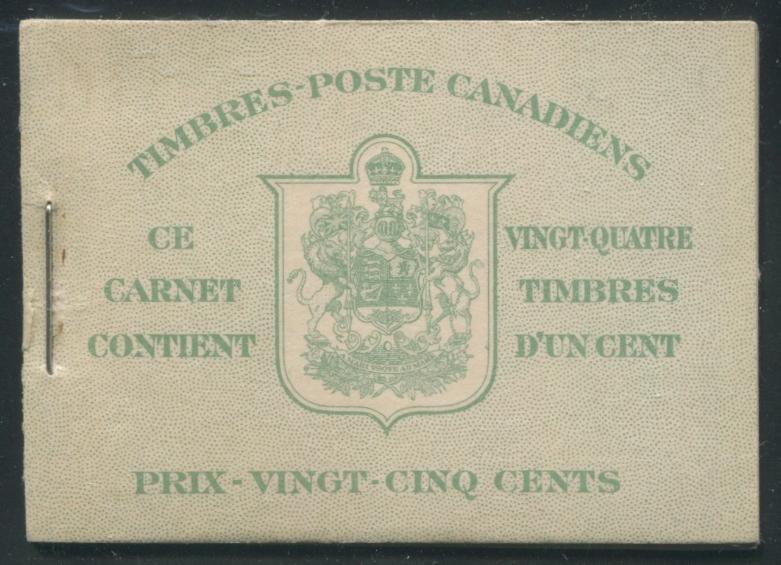 TIMBRES-POSTE CANADIENS
CE
CARNET
CONTIENT
VINGT-QUATRE
TIMBRES
D'UN CENT
PRIX-VINGT-CINQ CENTS